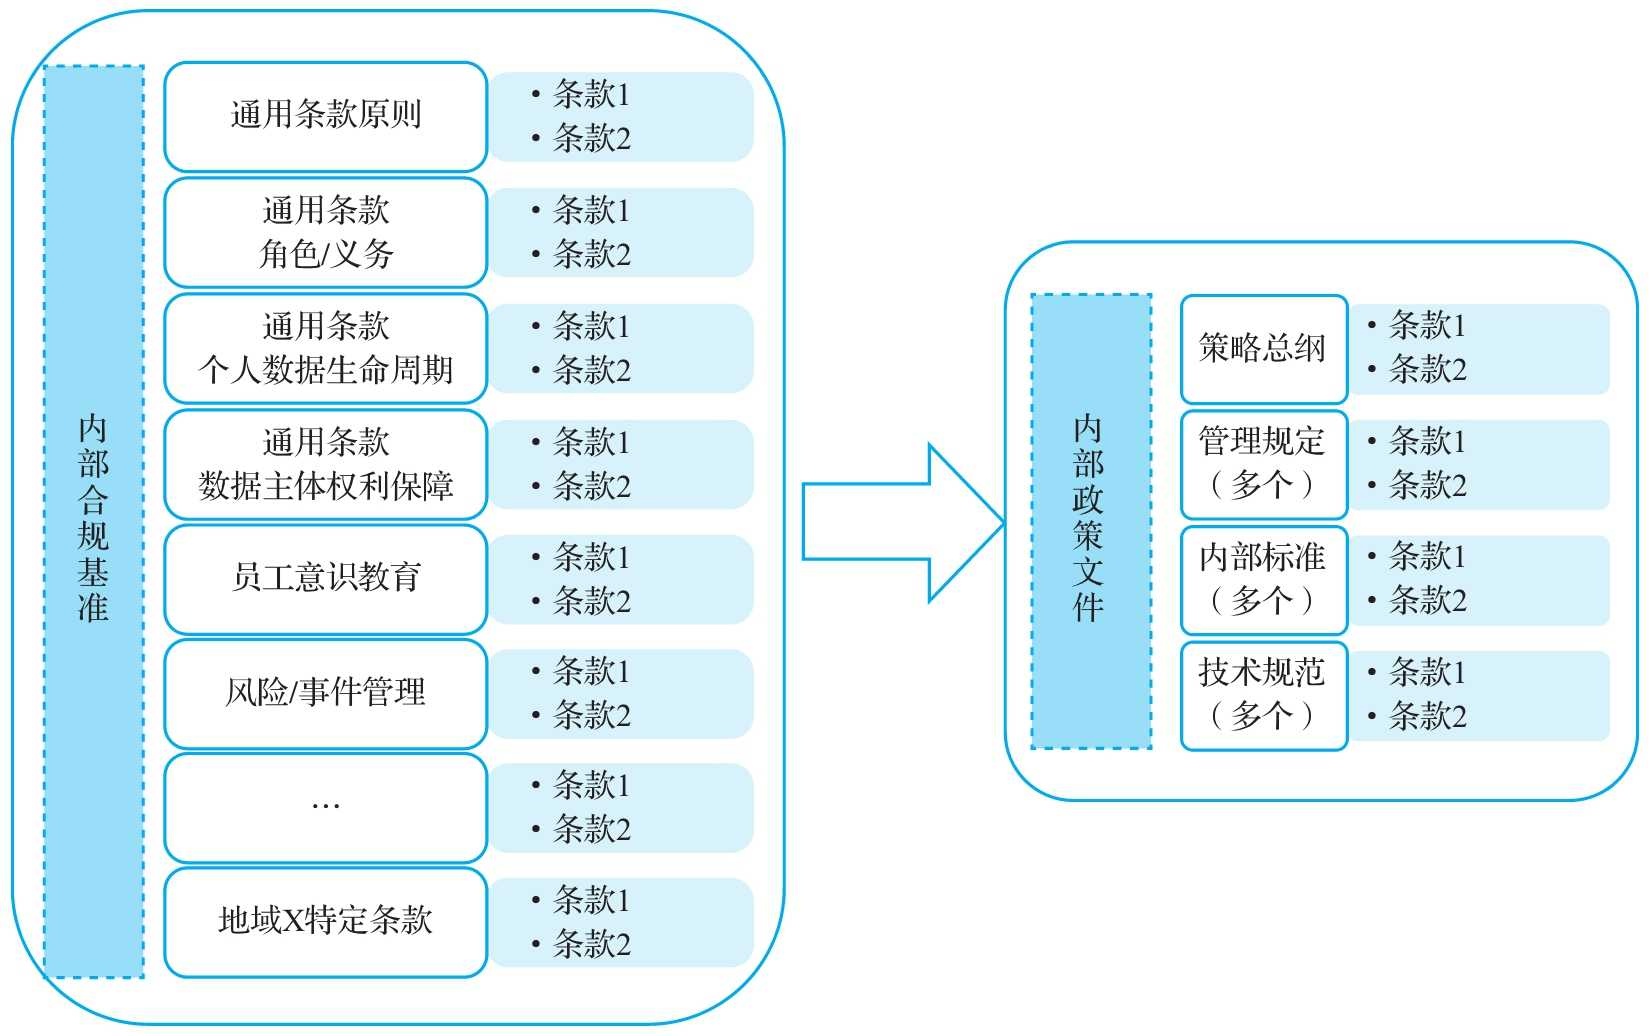 内部合规基准
通用条款原则
· 条款1
· 条款2
通用条款
角色/义务
· 条款1
· 条款2
通用条款
个人数据生命周期
· 条款1
· 条款2
通用条款
数据主体权利保障
· 条款1
· 条款2
员工意识教育
· 条款1
· 条款2
风险/事件管理
· 条款1
· 条款2
…
· 条款1
· 条款2
地域X特定条款
· 条款1
· 条款2
内部政策文件
策略总纲
· 条款1
· 条款2
管理规定
（多个）
· 条款1
· 条款2
内部标准
（多个）
· 条款1
· 条款2
技术规范
（多个）
· 条款1
· 条款2